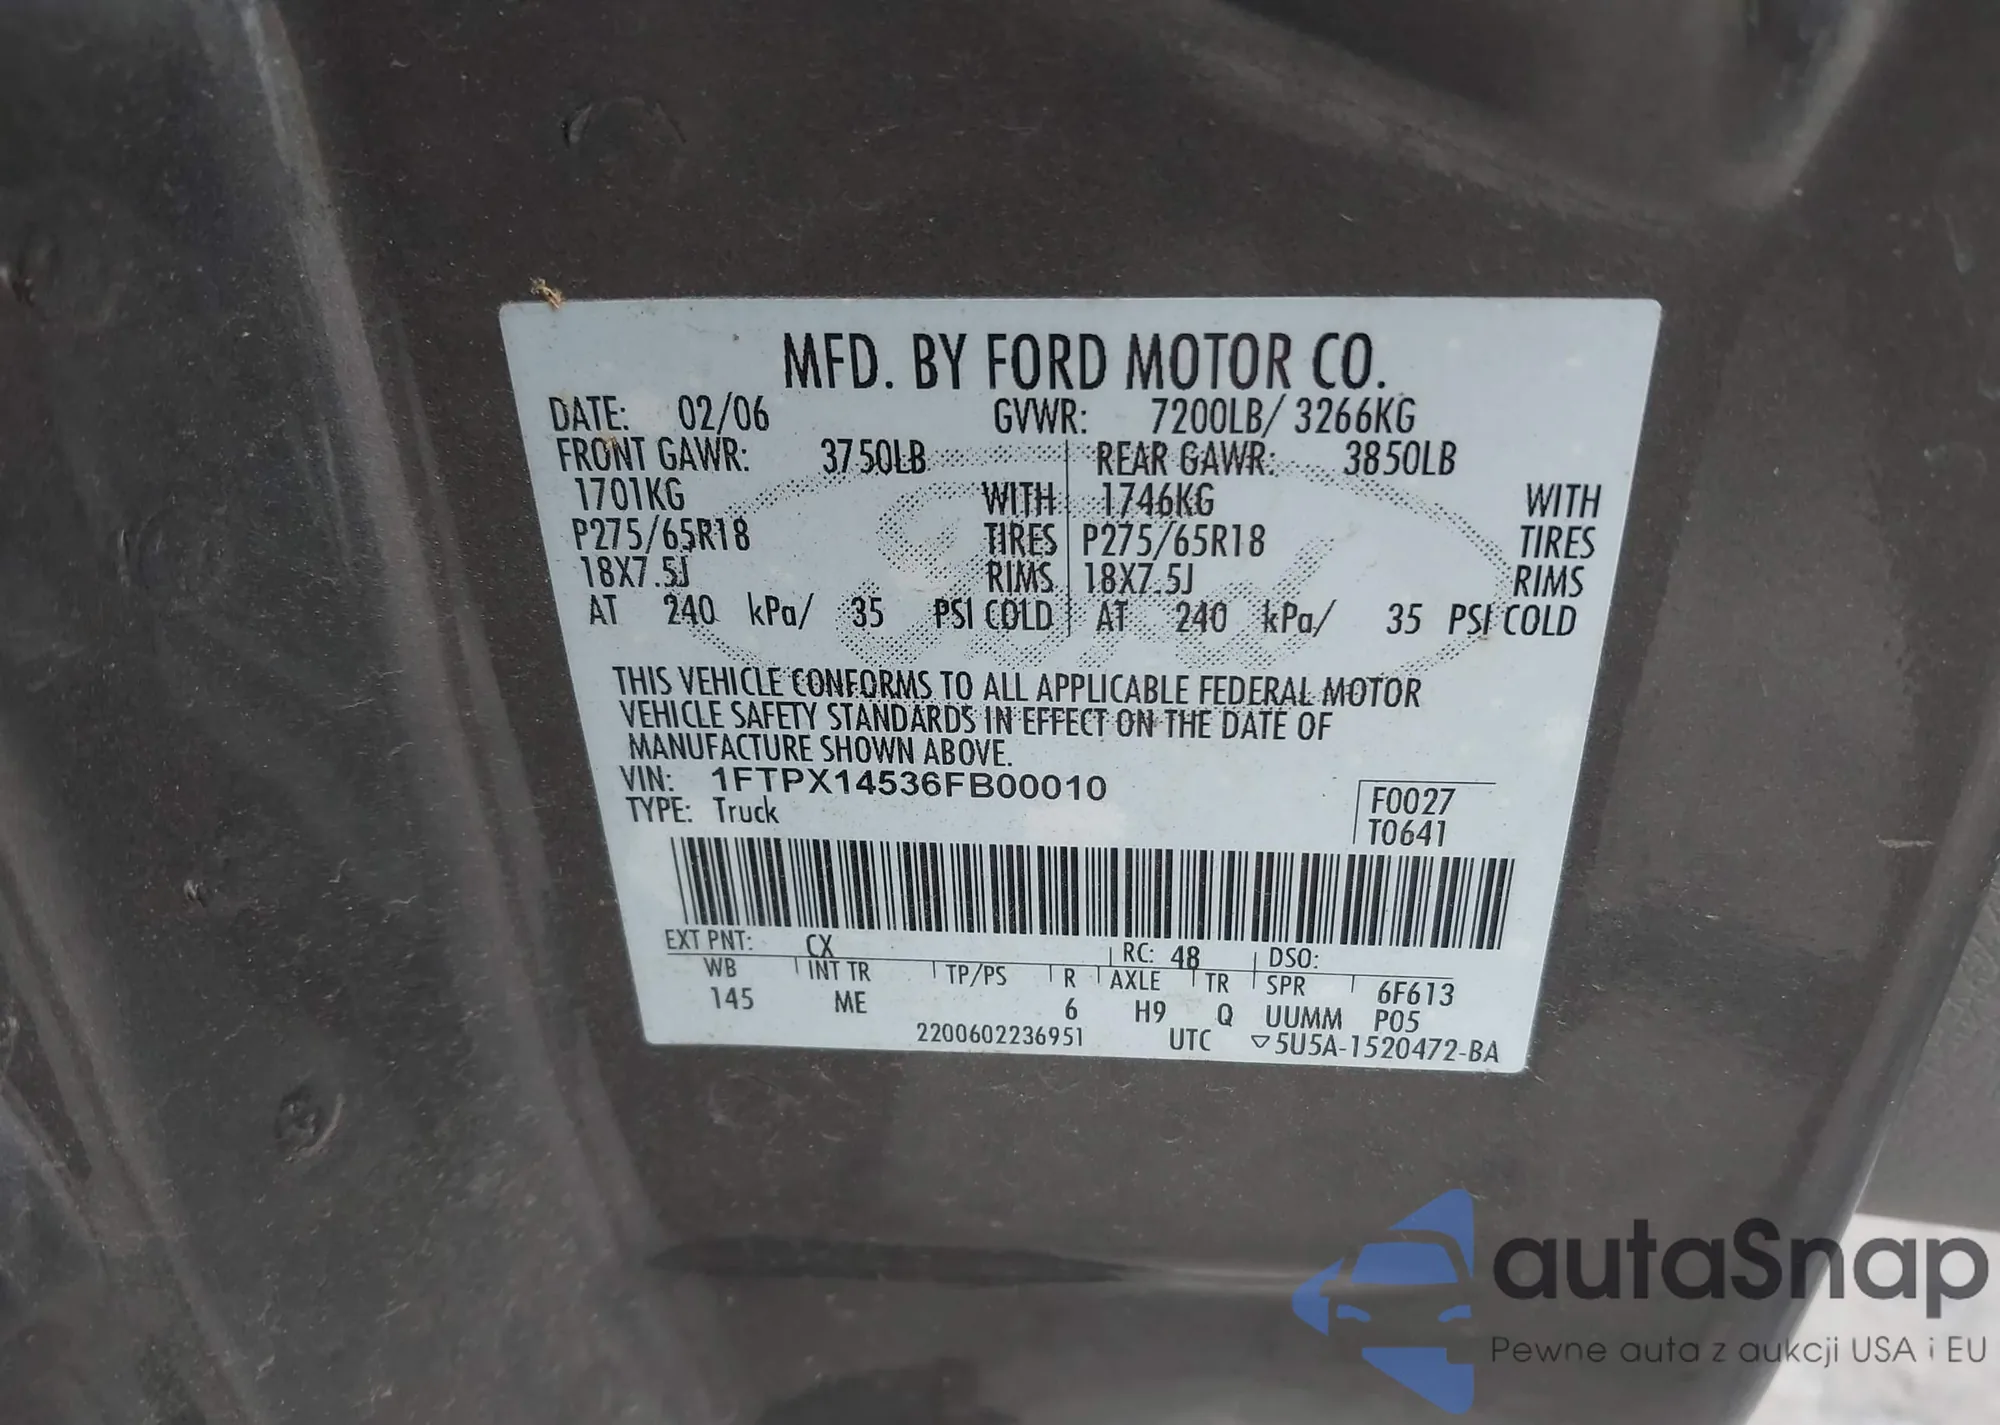 MFD. BY FORD MOTOR CO.
DATE: 02/06 GVWR: 7200LB/ 3266KG
FRONT GAWR: 3750LB REAR GAWR: 3850LB
1701KG WITH 1746KG WITH
P275/65R18 TIRES P275/65R18 TIRES
18X7.5J RIMS 18X7.5J RIMS
AT 240 kPa/ 35 PSI COLD AT 240 kPa/ 35 PSI COLD
THIS VEHICLE CONFORMS TO ALL APPLICABLE FEDERAL MOTOR
VEHICLE SAFETY STANDARDS IN EFFECT ON THE DATE OF
MANUFACTURE SHOWN ABOVE.
VIN: 1FTPX14536FB00010
TYPE: Truck
F0027
T0641
EXT PNT: CX RC: 48 DSO:
WB INT TR TP/PS R AXLE TR SPR 6F613
145 ME 6 H9 Q UUMM P05
2200602236951 UTC ▽5U5A-1520472-BA
Ford
autaSnap
Pewne auta z aukcji USA i EU